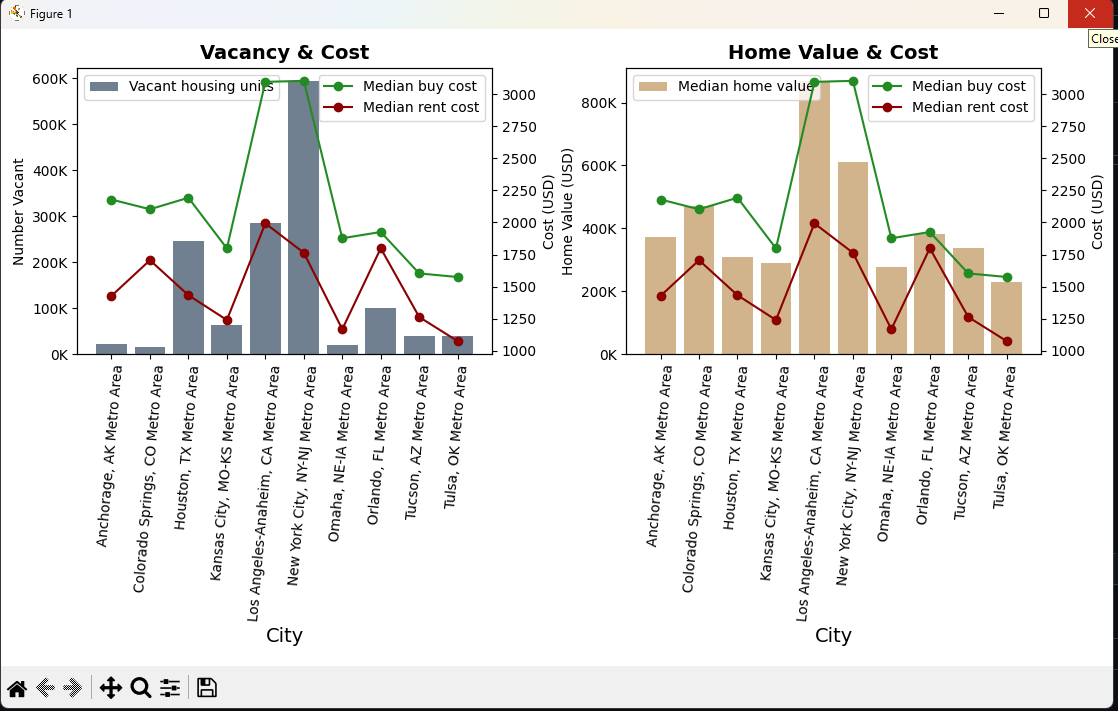 Figure 1
Close
Vacancy & Cost
Vacant housing units
Median buy cost
Median rent cost
600K
500K
400K
300K
200K
100K
0K
Number Vacant
3000
2750
2500
2250
2000
1750
1500
1250
1000
Cost (USD)
Anchorage, AK Metro Area
Colorado Springs, CO Metro Area
Houston, TX Metro Area
Kansas City, MO-KS Metro Area
Los Angeles-Anaheim, CA Metro Area
New York City, NY-NJ Metro Area
Omaha, NE-IA Metro Area
Orlando, FL Metro Area
Tucson, AZ Metro Area
Tulsa, OK Metro Area
City
Home Value & Cost
Median home value
Median buy cost
Median rent cost
800K
600K
400K
200K
0K
Home Value (USD)
3000
2750
2500
2250
2000
1750
1500
1250
1000
Cost (USD)
Anchorage, AK Metro Area
Colorado Springs, CO Metro Area
Houston, TX Metro Area
Kansas City, MO-KS Metro Area
Los Angeles-Anaheim, CA Metro Area
New York City, NY-NJ Metro Area
Omaha, NE-IA Metro Area
Orlando, FL Metro Area
Tucson, AZ Metro Area
Tulsa, OK Metro Area
City